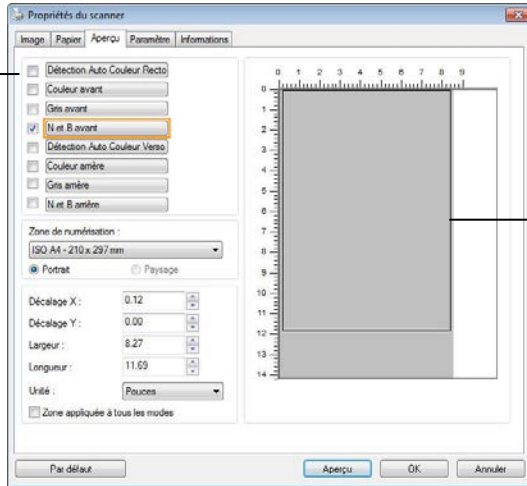 Propriétés du scanner
Image Papier Aperçu Paramètre Informations
Détection Auto Couleur Recto
Couleur avant
Gris avant
N et B avant
Détection Auto Couleur Verso
Couleur arrière
Gris arrière
N et B arrière
Zone de numérisation :
ISO A4 - 210 x 297 mm
Portrait Paysage
Décalage X : 0.12
Décalage Y : 0.00
Largeur : 8.27
Longueur : 11.69
Unité : Pouces
Zone appliquée à tous les modes
0 1 2 3 4 5 6 7 8 9
0
1
2
3
4
5
6
7
8
9
10
11
12
13
14
Par défaut Aperçu OK Annuler